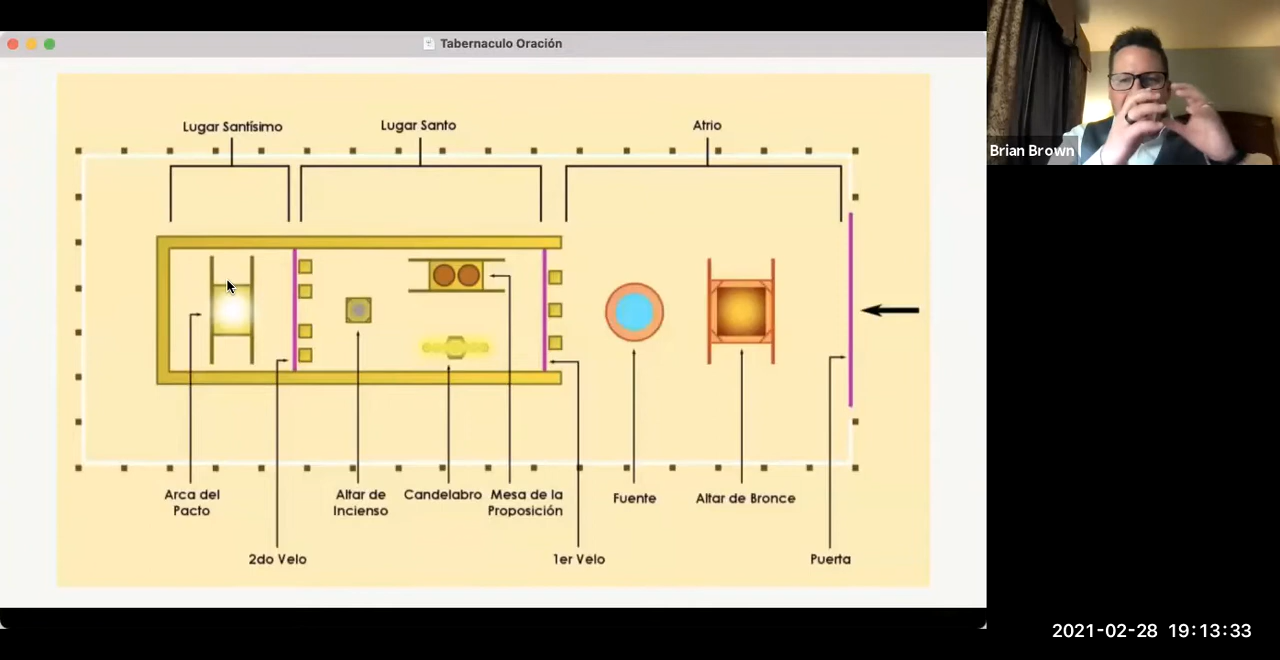 Tabernaculo Oración
Lugar Santísimo
Lugar Santo
Atrio
Arca del
Pacto
Altar de
Incienso
Candelabro
Mesa de la
Proposición
Fuente
Altar de Bronce
2do Velo
1er Velo
Puerta
Brian Brown
2021-02-28 19:13:33